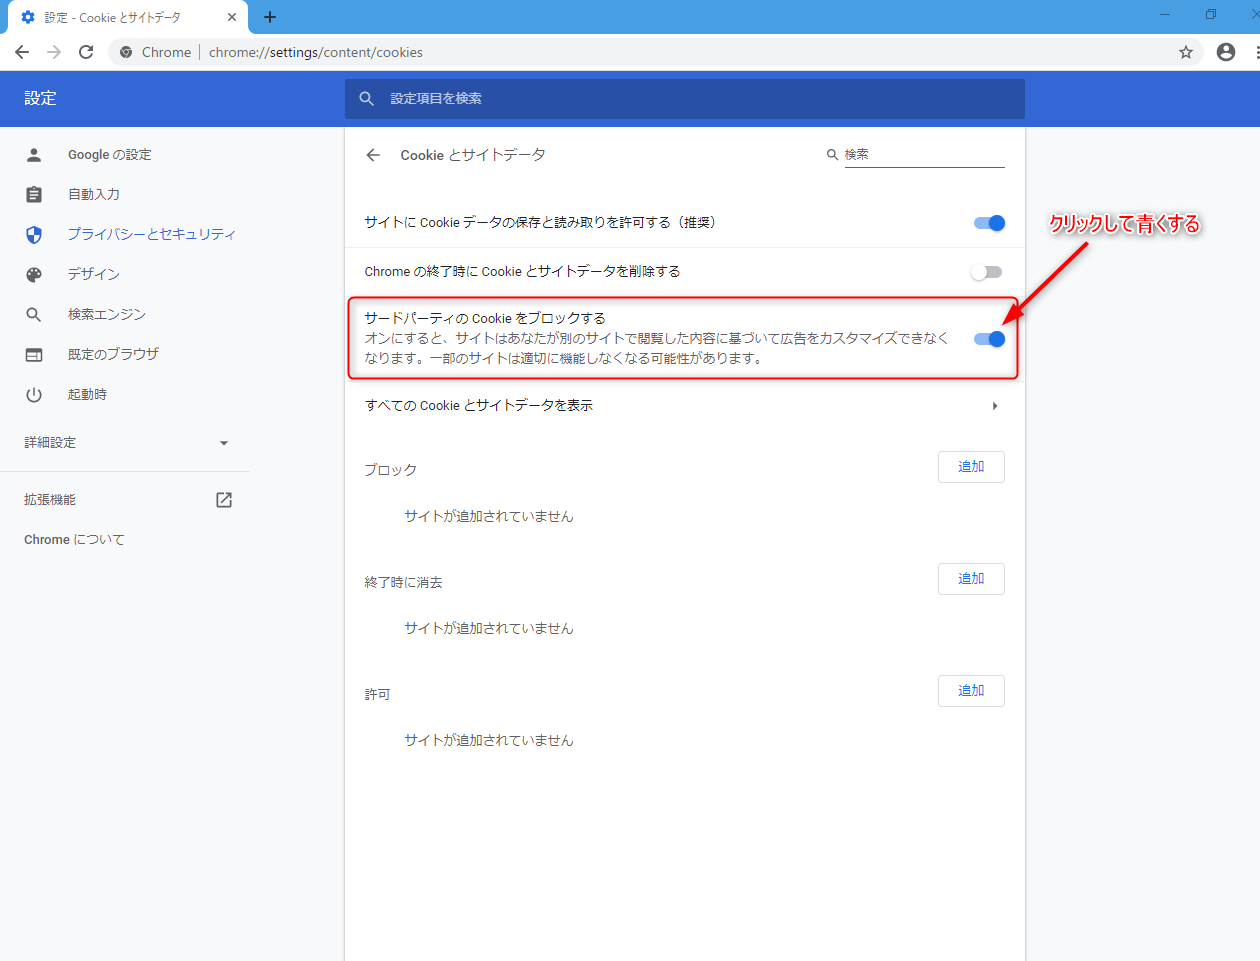 設定 - Cookie とサイトデータ
Chrome chrome://settings/content/cookies
設定
設定項目を検索
Google の設定
自動入力
プライバシーとセキュリティ
デザイン
検索エンジン
既定のブラウザ
起動時
詳細設定
拡張機能
Chrome について
Cookie とサイトデータ
検索
サイトに Cookie データの保存と読み取りを許可する（推奨）
Chrome の終了時に Cookie とサイトデータを削除する
サードパーティの Cookie をブロックする
オンにすると、サイトはあなたが別のサイトで閲覧した内容に基づいて広告をカスタマイズできなく
なります。一部のサイトは適切に機能しなくなる可能性があります。
すべての Cookie とサイトデータを表示
ブロック
追加
サイトが追加されていません
終了時に消去
追加
サイトが追加されていません
許可
追加
サイトが追加されていません
クリックして青くする